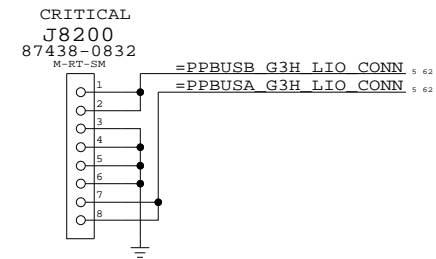 CRITICAL
J8200
87438-0832
M-RT-SM
=PPBUSB_G3H_LIO_CONN 5 62
=PPBUSA_G3H_LIO_CONN 5 62
1
2
3
4
5
6
7
8